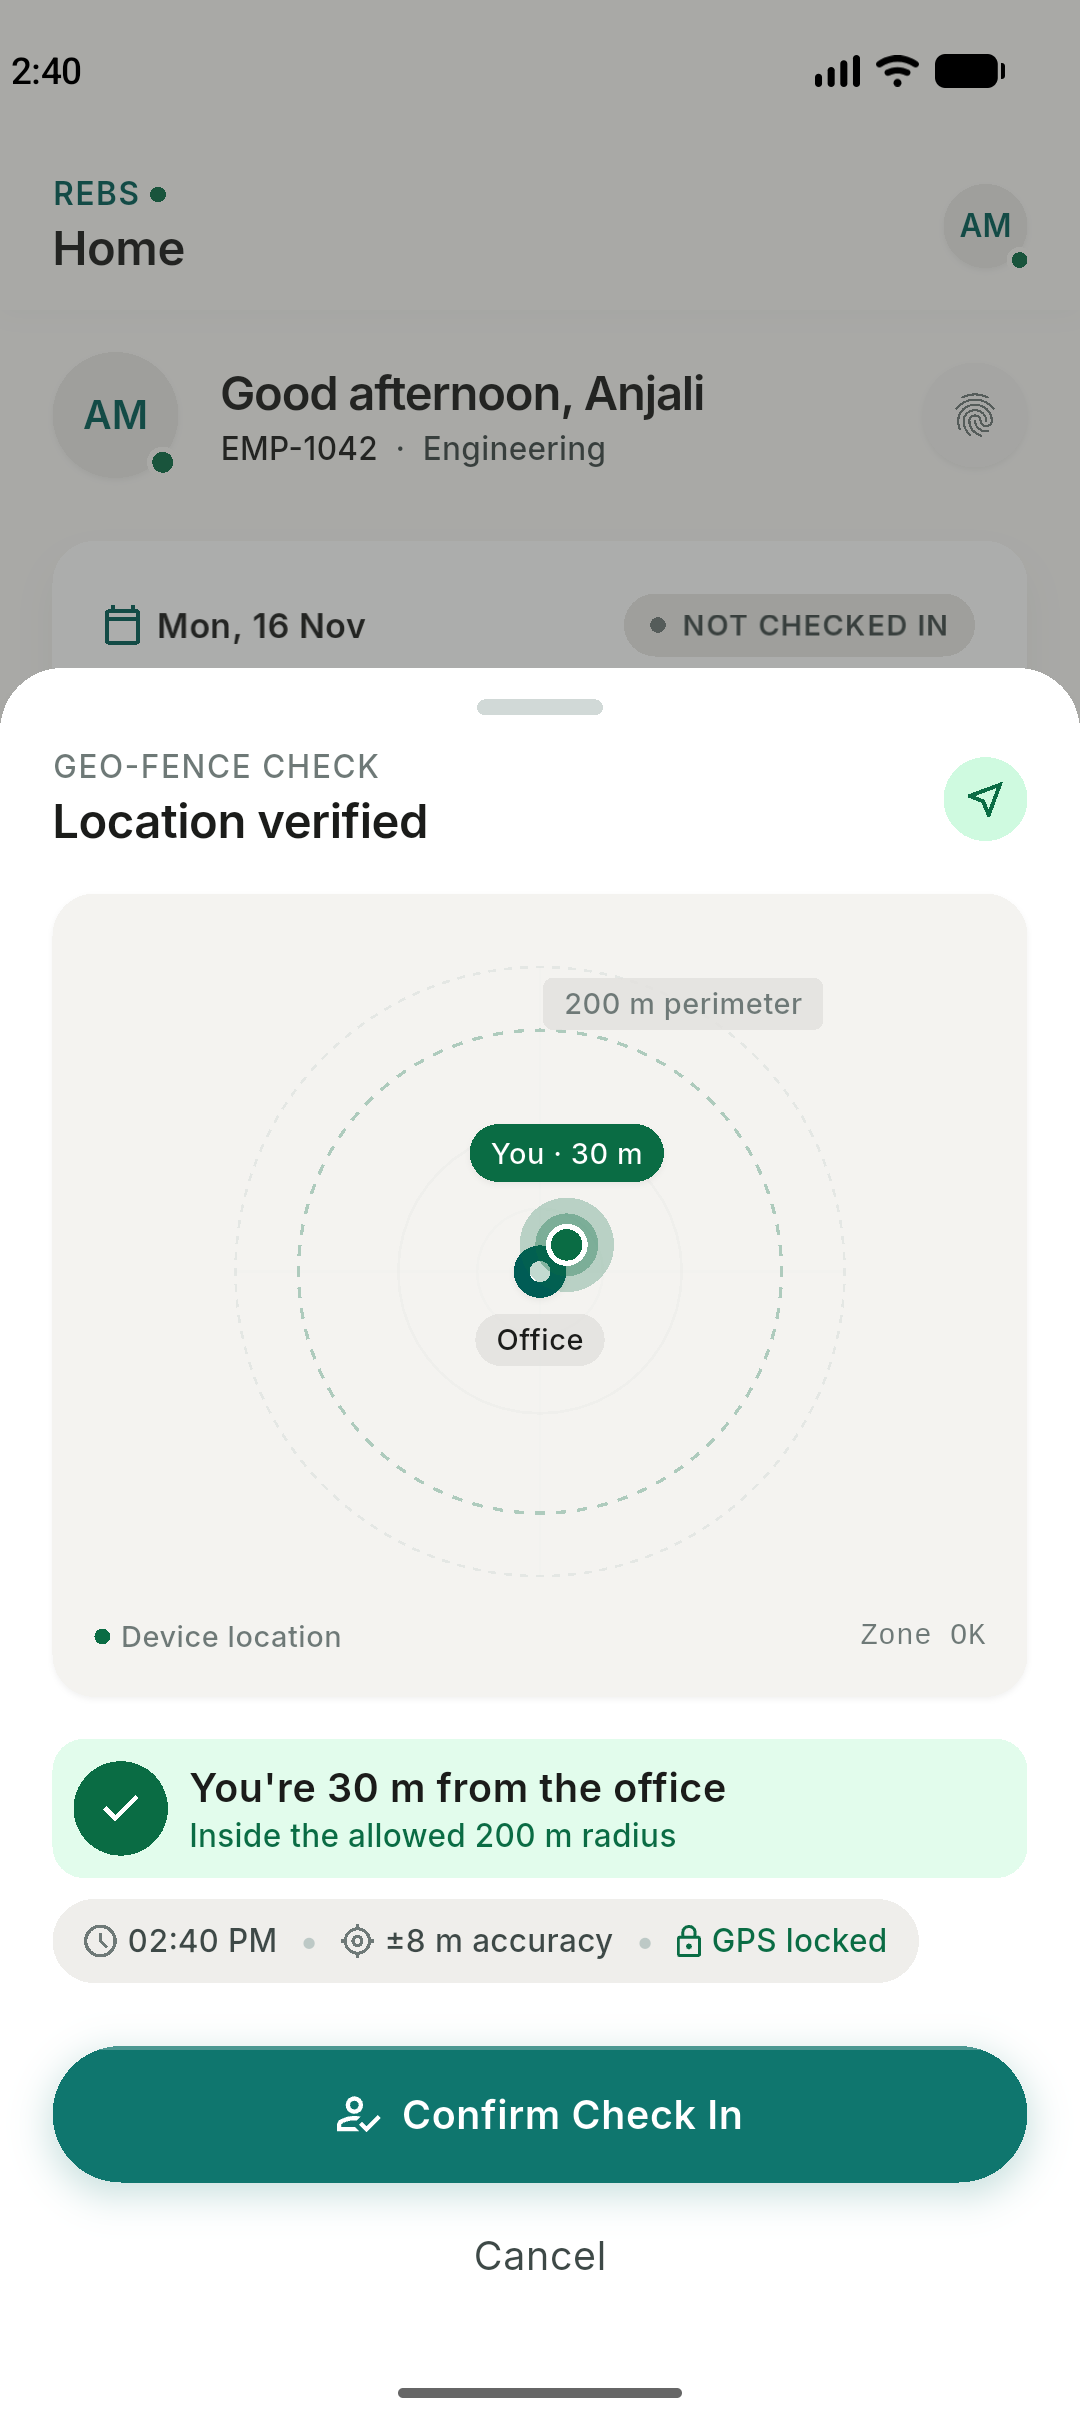 2:40
REBS
Home
AM
AM
Good afternoon, Anjali
EMP-1042 · Engineering
Mon, 16 Nov
NOT CHECKED IN
GEO-FENCE CHECK
Location verified
200 m perimeter
You · 30 m
Office
Device location
Zone OK
You're 30 m from the office
Inside the allowed 200 m radius
02:40 PM
±8 m accuracy
GPS locked
Confirm Check In
Cancel